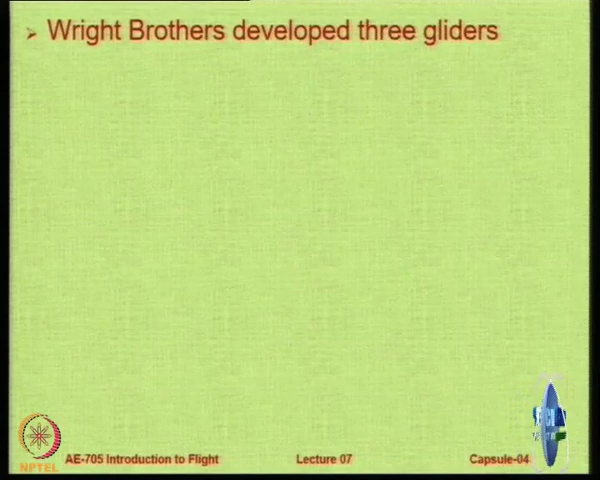 ➢ Wright Brothers developed three gliders
NPTEL
AE-705 Introduction to Flight
Lecture 07
Capsule-04